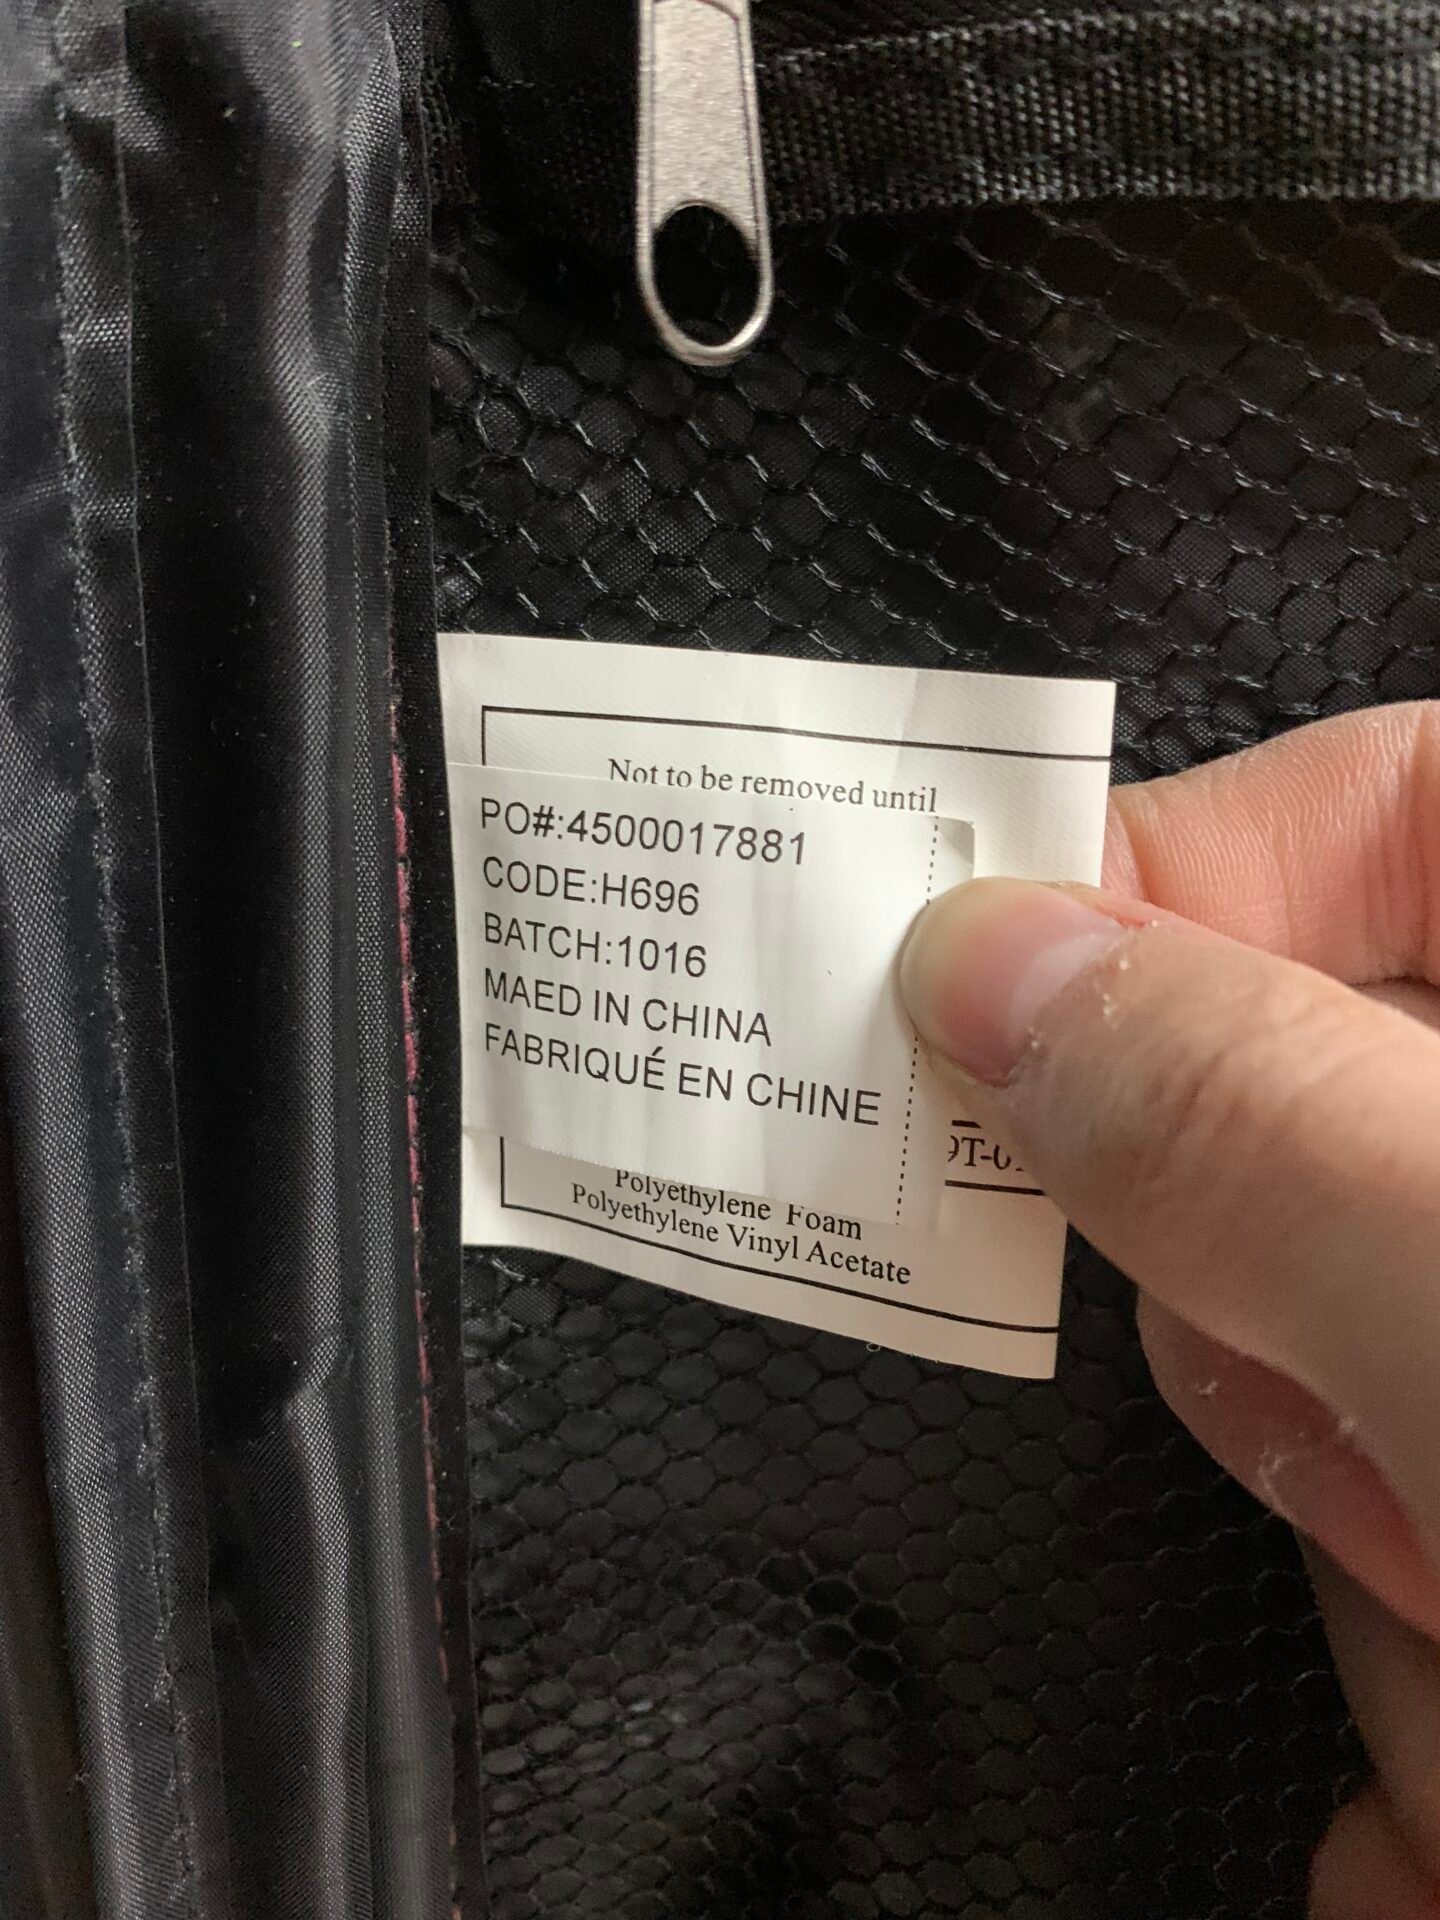 Not to be removed until
PO#:4500017881
CODE:H696
BATCH:1016
MAED IN CHINA
FABRIQUÉ EN CHINE
Polyethylene Foam
Polyethylene Vinyl Acetate